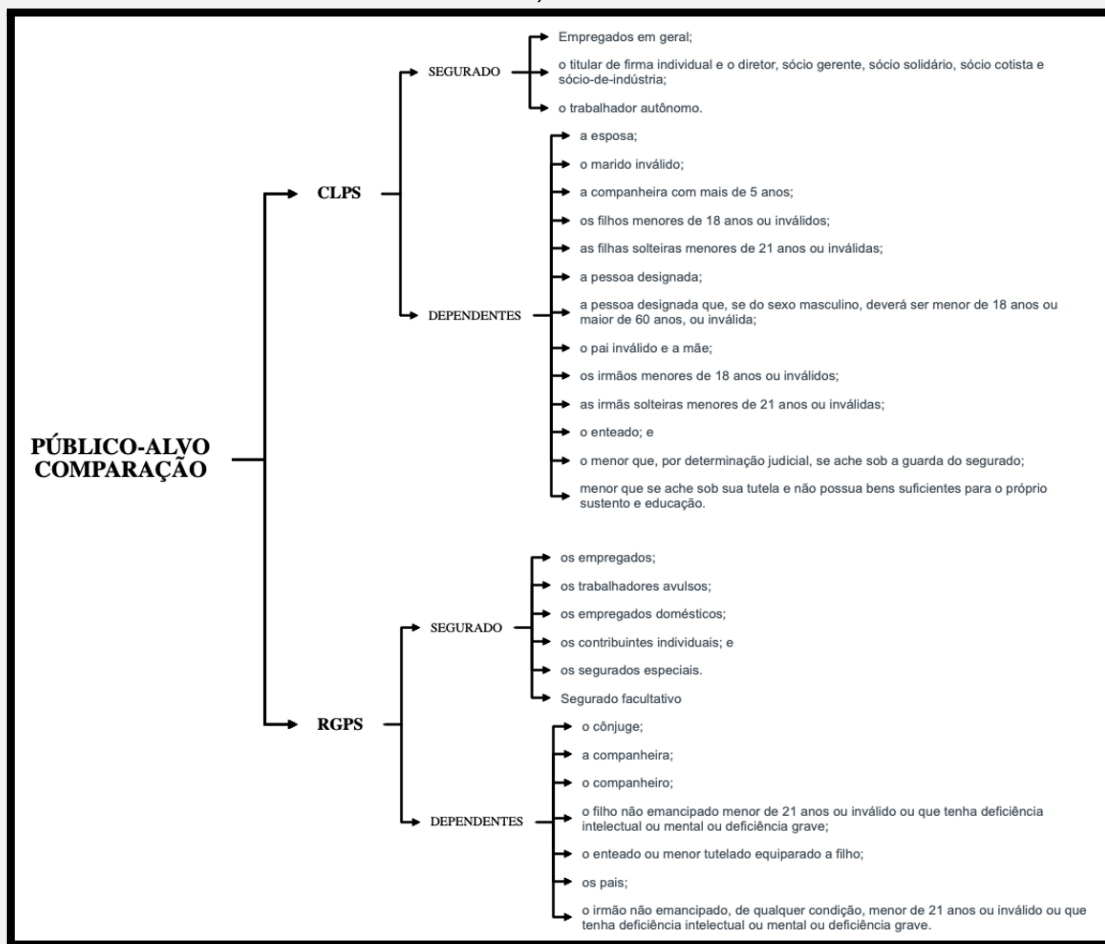 PÚBLICO-ALVO
COMPARAÇÃO
CLPS
SEGURADO
Empregados em geral;
o titular de firma individual e o diretor, sócio gerente, sócio solidário, sócio cotista e
sócio-de-indústria;
o trabalhador autônomo.
DEPENDENTES
a esposa;
o marido inválido;
a companheira com mais de 5 anos;
os filhos menores de 18 anos ou inválidos;
as filhas solteiras menores de 21 anos ou inválidas;
a pessoa designada;
a pessoa designada que, se do sexo masculino, deverá ser menor de 18 anos ou
maior de 60 anos, ou inválida;
o pai inválido e a mãe;
os irmãos menores de 18 anos ou inválidos;
as irmãs solteiras menores de 21 anos ou inválidas;
o enteado; e
o menor que, por determinação judicial, se ache sob a guarda do segurado;
menor que se ache sob sua tutela e não possua bens suficientes para o próprio
sustento e educação.
RGPS
SEGURADO
os empregados;
os trabalhadores avulsos;
os empregados domésticos;
os contribuintes individuais; e
os segurados especiais.
Segurado facultativo
DEPENDENTES
o cônjuge;
a companheira;
o companheiro;
o filho não emancipado menor de 21 anos ou inválido ou que tenha deficiência
intelectual ou mental ou deficiência grave;
o enteado ou menor tutelado equiparado a filho;
os pais;
o irmão não emancipado, de qualquer condição, menor de 21 anos ou inválido ou que
tenha deficiência intelectual ou mental ou deficiência grave.